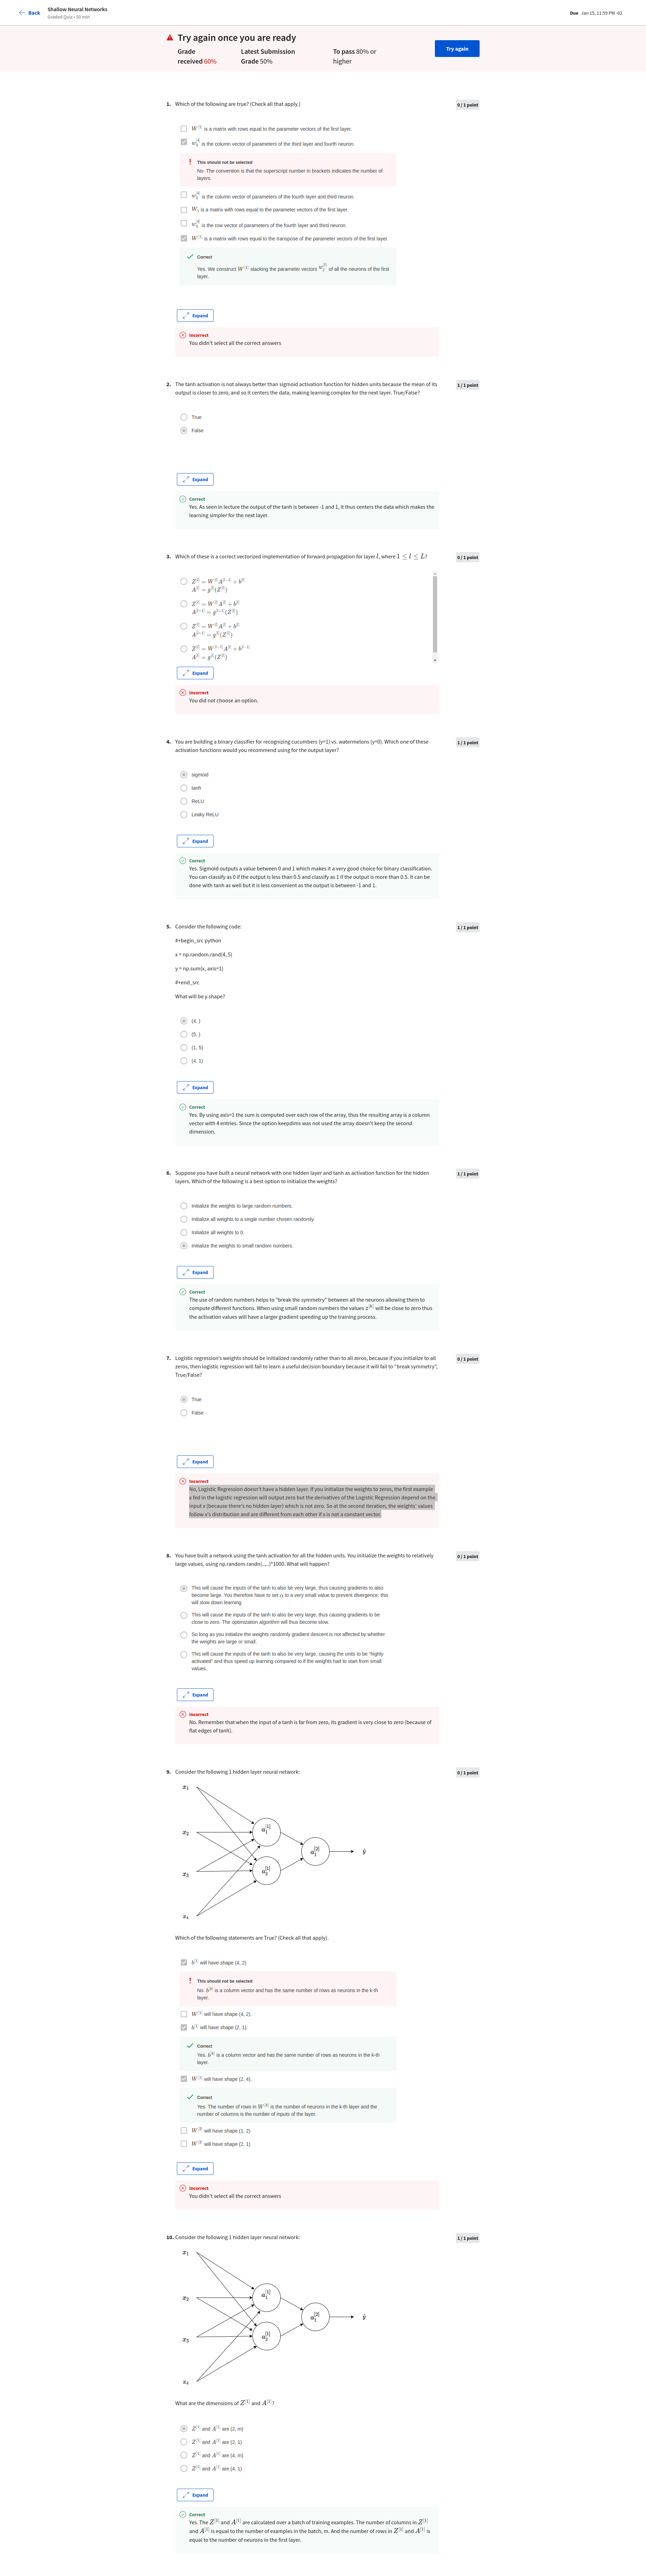 Back
Shallow Neural Networks
Graded Quiz • 50 min
Due Jan 15, 11:59 PM -02
Try again once you are ready
Grade
received 60%
Latest Submission
Grade 50%
To pass 80% or
higher
Try again
1. Which of the following are true? (Check all that apply.)
0 / 1 point
W^[1] is a matrix with rows equal to the parameter vectors of the first layer.
is the column vector of parameters of the third layer and fourth neuron.
This should not be selected
No. The convention is that the superscript number in brackets indicates the number of
layers.
is the column vector of parameters of the fourth layer and third neuron.
W_1 is a matrix with rows equal to the parameter vectors of the first layer.
is the row vector of parameters of the fourth layer and third neuron.
W^[1] is a matrix with rows equal to the transpose of the parameter vectors of the first layer.
Correct
Yes. We construct W^[1] stacking the parameter vectors w_j^[1] of all the neurons of the first
layer.
Expand
Incorrect
You didn't select all the correct answers
2. The tanh activation is not always better than sigmoid activation function for hidden units because the mean of its
output is closer to zero, and so it centers the data, making learning complex for the next layer. True/False?
1 / 1 point
True
False
Expand
Correct
Yes. As seen in lecture the output of the tanh is between -1 and 1, it thus centers the data which makes the
learning simpler for the next layer.
3. Which of these is a correct vectorized implementation of forward propagation for layer l, where 1 ≤ l ≤ L?
0 / 1 point
Z^[l] = W^[l] A^[l−1] + b^[l]
A^[l] = g^[l](Z^[l])
Z^[l] = W^[l] A^[l] + b^[l]
A^[l+1] = g^[l+1](Z^[l])
Z^[l] = W^[l] A^[l] + b^[l]
A^[l+1] = g^[l](Z^[l])
Z^[l] = W^[l−1] A^[l] + b^[l−1]
A^[l] = g^[l](Z^[l])
Expand
Incorrect
You did not choose an option.
4. You are building a binary classifier for recognizing cucumbers (y=1) vs. watermelons (y=0). Which one of these
activation functions would you recommend using for the output layer?
1 / 1 point
sigmoid
tanh
ReLU
Leaky ReLU
Expand
Correct
Yes. Sigmoid outputs a value between 0 and 1 which makes it a very good choice for binary classification.
You can classify as 0 if the output is less than 0.5 and classify as 1 if the output is more than 0.5. It can be
done with tanh as well but it is less convenient as the output is between -1 and 1.
5. Consider the following code:
1 / 1 point
#+begin_src python
x = np.random.rand(4, 5)
y = np.sum(x, axis=1)
#+end_src
What will be y.shape?
(4, )
(5, )
(1, 5)
(4, 1)
Expand
Correct
Yes. By using axis=1 the sum is computed over each row of the array, thus the resulting array is a column
vector with 4 entries. Since the option keepdims was not used the array doesn't keep the second
dimension.
6. Suppose you have built a neural network with one hidden layer and tanh as activation function for the hidden
layers. Which of the following is a best option to initialize the weights?
1 / 1 point
Initialize the weights to large random numbers.
Initialize all weights to a single number chosen randomly.
Initialize all weights to 0.
Initialize the weights to small random numbers.
Expand
Correct
The use of random numbers helps to "break the symmetry" between all the neurons allowing them to
compute different functions. When using small random numbers the values z^[k] will be close to zero thus
the activation values will have a larger gradient speeding up the training process.
7. Logistic regression's weights should be initialized randomly rather than to all zeros, because if you initialize to all
zeros, then logistic regression will fail to learn a useful decision boundary because it will fail to "break symmetry",
True/False?
0 / 1 point
True
False
Expand
Incorrect
No, Logistic Regression doesn't have a hidden layer. If you initialize the weights to zeros, the first example
x fed in the logistic regression will output zero but the derivatives of the Logistic Regression depend on the
input x (because there's no hidden layer) which is not zero. So at the second iteration, the weights' values
follow x's distribution and are different from each other if x is not a constant vector.
8. You have built a network using the tanh activation for all the hidden units. You initialize the weights to relatively
large values, using np.random.randn(..,..)*1000. What will happen?
0 / 1 point
This will cause the inputs of the tanh to also be very large, thus causing gradients to also
become large. You therefore have to set α to a very small value to prevent divergence; this
will slow down learning.
This will cause the inputs of the tanh to also be very large, thus causing gradients to be
close to zero. The optimization algorithm will thus become slow.
So long as you initialize the weights randomly gradient descent is not affected by whether
the weights are large or small.
This will cause the inputs of the tanh to also be very large, causing the units to be "highly
activated" and thus speed up learning compared to if the weights had to start from small
values.
Expand
Incorrect
No. Remember that when the input of a tanh is far from zero, its gradient is very close to zero (because of
flat edges of tanh).
9. Consider the following 1 hidden layer neural network:
0 / 1 point
x_1
x_2
x_3
x_4
a_1^[1]
a_2^[1]
a_1^[2]
ŷ
Which of the following statements are True? (Check all that apply).
b^[1] will have shape (4, 2)
This should not be selected
No. b^[k] is a column vector and has the same number of rows as neurons in the k-th
layer.
W^[1] will have shape (4, 2).
b^[1] will have shape (2, 1).
Correct
Yes. b^[k] is a column vector and has the same number of rows as neurons in the k-th
layer.
W^[1] will have shape (2, 4).
Correct
Yes. The number of rows in W^[k] is the number of neurons in the k-th layer and the
number of columns is the number of inputs of the layer.
W^[2] will have shape (1, 2)
W^[2] will have shape (2, 1)
Expand
Incorrect
You didn't select all the correct answers
10. Consider the following 1 hidden layer neural network:
1 / 1 point
x_1
x_2
x_3
x_4
a_1^[1]
a_2^[1]
a_1^[2]
ŷ
What are the dimensions of Z^[1] and A^[1]?
Z^[1] and A^[1] are (2, m)
Z^[1] and A^[1] are (2, 1)
Z^[1] and A^[1] are (4, m)
Z^[1] and A^[1] are (4, 1)
Expand
Correct
Yes. The Z^[1] and A^[1] are calculated over a batch of training examples. The number of columns in Z^[1]
and A^[1] is equal to the number of examples in the batch, m. And the number of rows in Z^[1] and A^[1] is
equal to the number of neurons in the first layer.